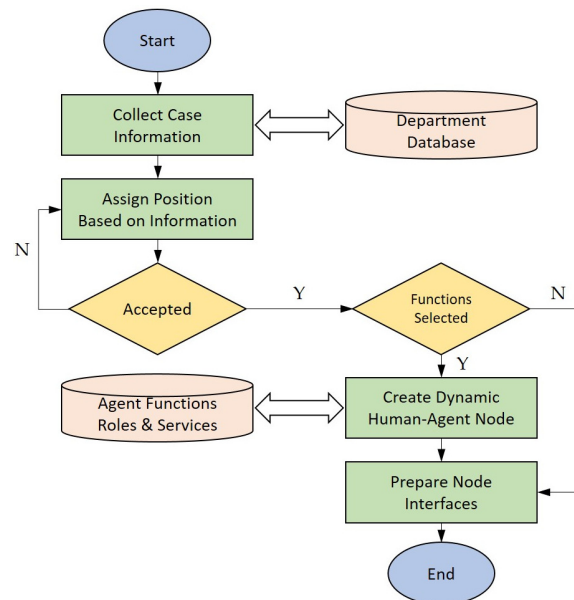 Start
Collect Case
Information
Department
Database
Assign Position
Based on Information
N
Accepted
Y
Functions
Selected
N
Y
Agent Functions
Roles & Services
Create Dynamic
Human-Agent Node
Prepare Node
Interfaces
End